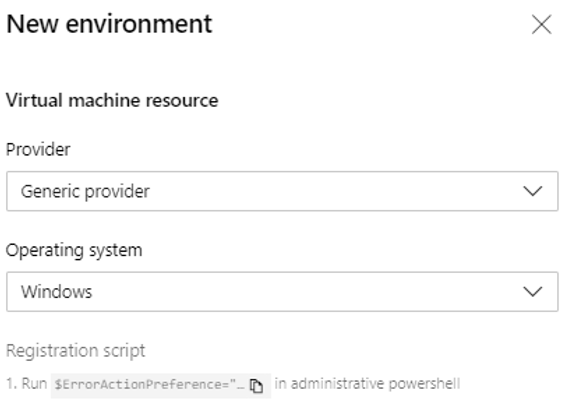 New environment
Virtual machine resource
Provider
Generic provider
Operating system
Windows
Registration script
1. Run $ErrorActionPreference="... in administrative powershell